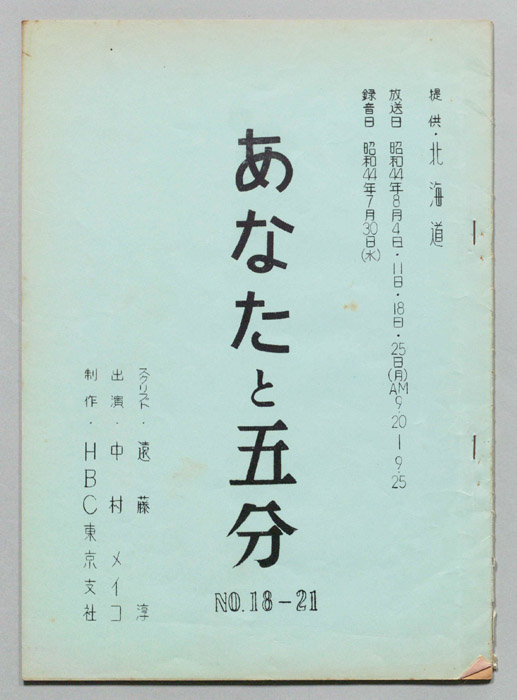 提供・北海道
放送日 昭和44年8月4日・11日・18日・25日(月)AM9・20—9・25
録音日 昭和44年7月30日(水)
あなたと五分
NO.18-21
スクリスト・遠藤淳
出演・中村メイコ
制作・HBC東京支社